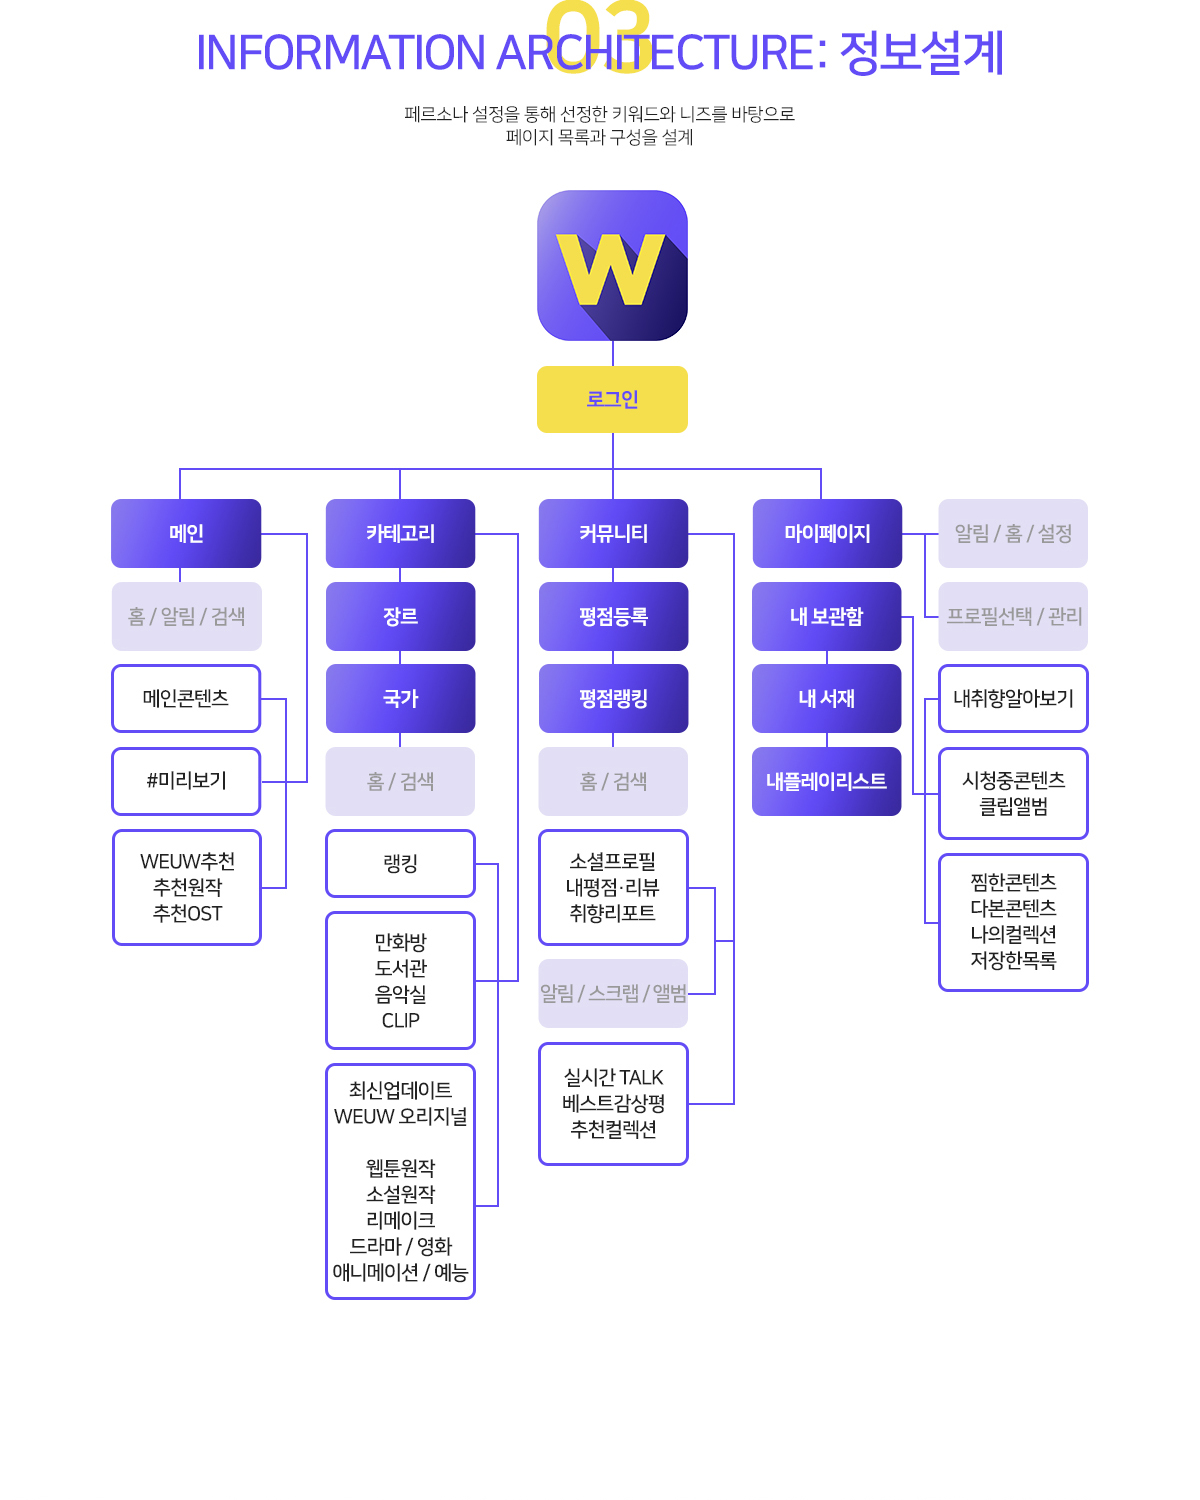 03
INFORMATION ARCHITECTURE: 정보설계
페르소나 설정을 통해 선정한 키워드와 니즈를 바탕으로
페이지 목록과 구성을 설계
W
로그인
메인
홈 / 알림 / 검색
메인콘텐츠
#미리보기
WEUW추천
추천원작
추천OST
카테고리
장르
국가
홈 / 검색
랭킹
만화방
도서관
음악실
CLIP
최신업데이트
WEUW 오리지널
웹툰원작
소설원작
리메이크
드라마 / 영화
애니메이션 / 예능
커뮤니티
평점등록
평점랭킹
홈 / 검색
소셜프로필
내평점·리뷰
취향리포트
알림 / 스크랩 / 앨범
실시간 TALK
베스트감상평
추천컬렉션
마이페이지
내 보관함
내 서재
내플레이리스트
알림 / 홈 / 설정
프로필선택 / 관리
내취향알아보기
시청중콘텐츠
클립앨범
찜한콘텐츠
다본콘텐츠
나의컬렉션
저장한목록